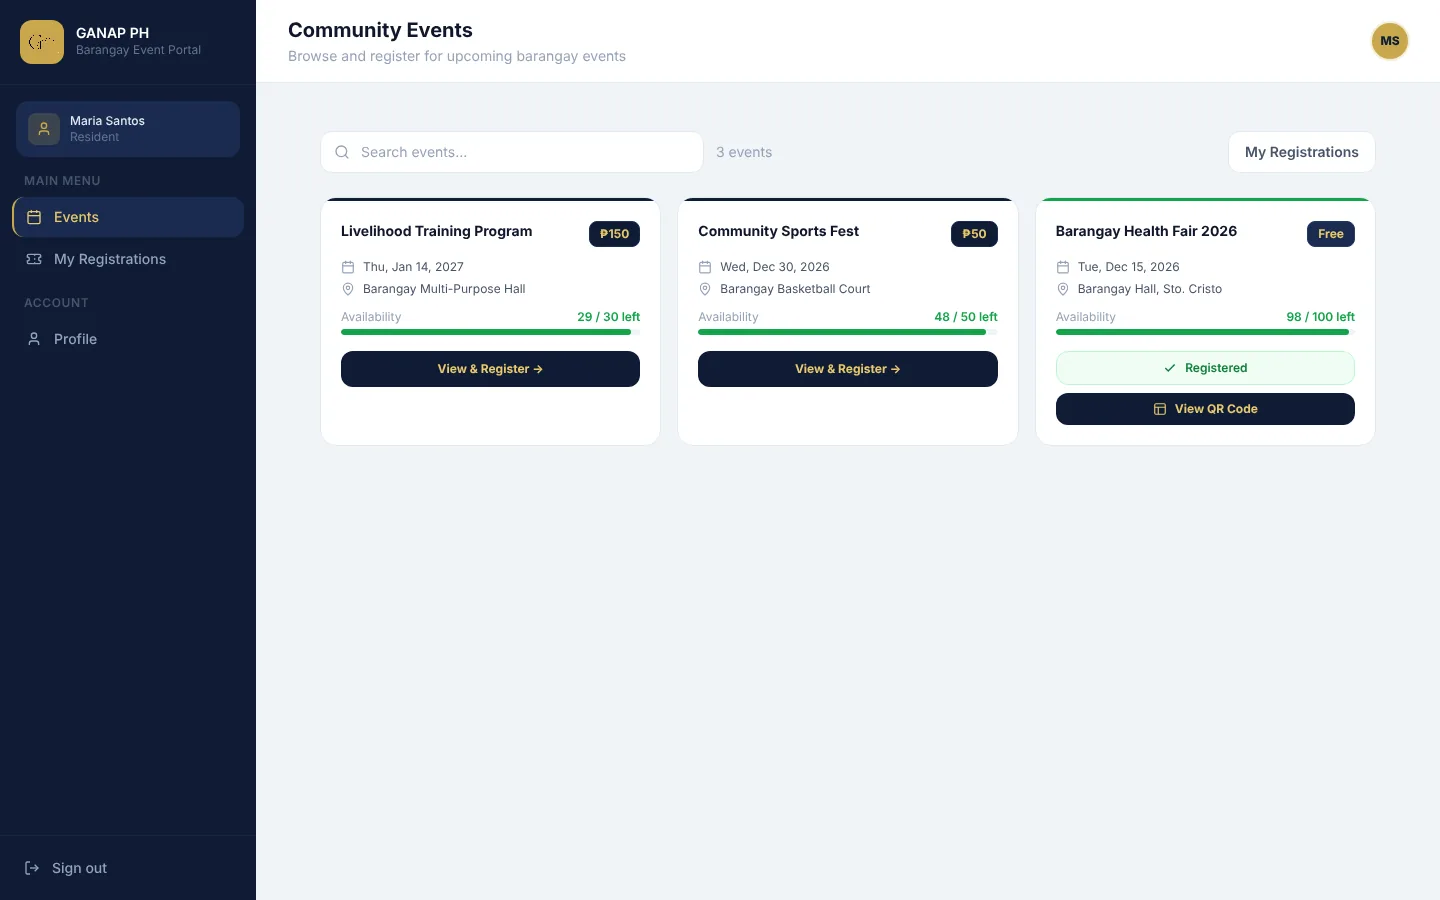 GANAP PH
Barangay Event Portal
Maria Santos
Resident
MAIN MENU
Events
My Registrations
ACCOUNT
Profile
Sign out
Community Events
Browse and register for upcoming barangay events
MS
Search events...
3 events
My Registrations
Livelihood Training Program
₱150
Thu, Jan 14, 2027
Barangay Multi-Purpose Hall
Availability 29 / 30 left
View & Register →
Community Sports Fest
₱50
Wed, Dec 30, 2026
Barangay Basketball Court
Availability 48 / 50 left
View & Register →
Barangay Health Fair 2026
Free
Tue, Dec 15, 2026
Barangay Hall, Sto. Cristo
Availability 98 / 100 left
Registered
View QR Code